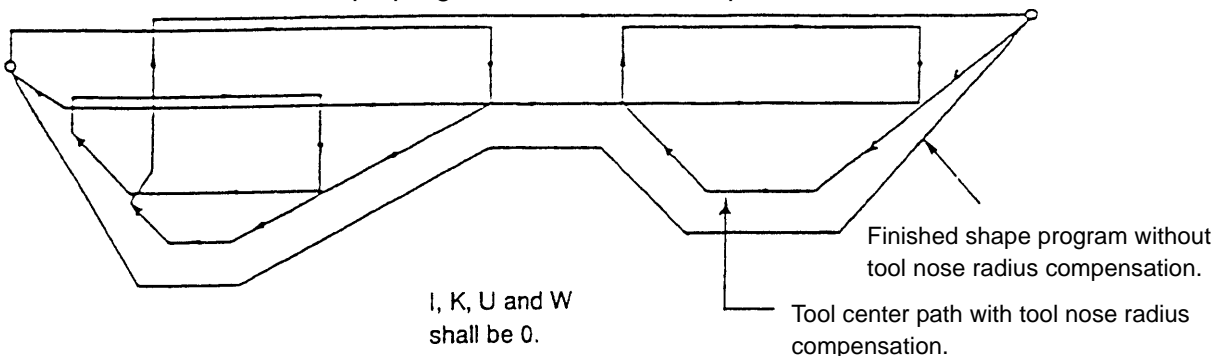 Finished shape program without
tool nose radius compensation.
I, K, U and W
shall be 0.
Tool center path with tool nose radius
compensation.